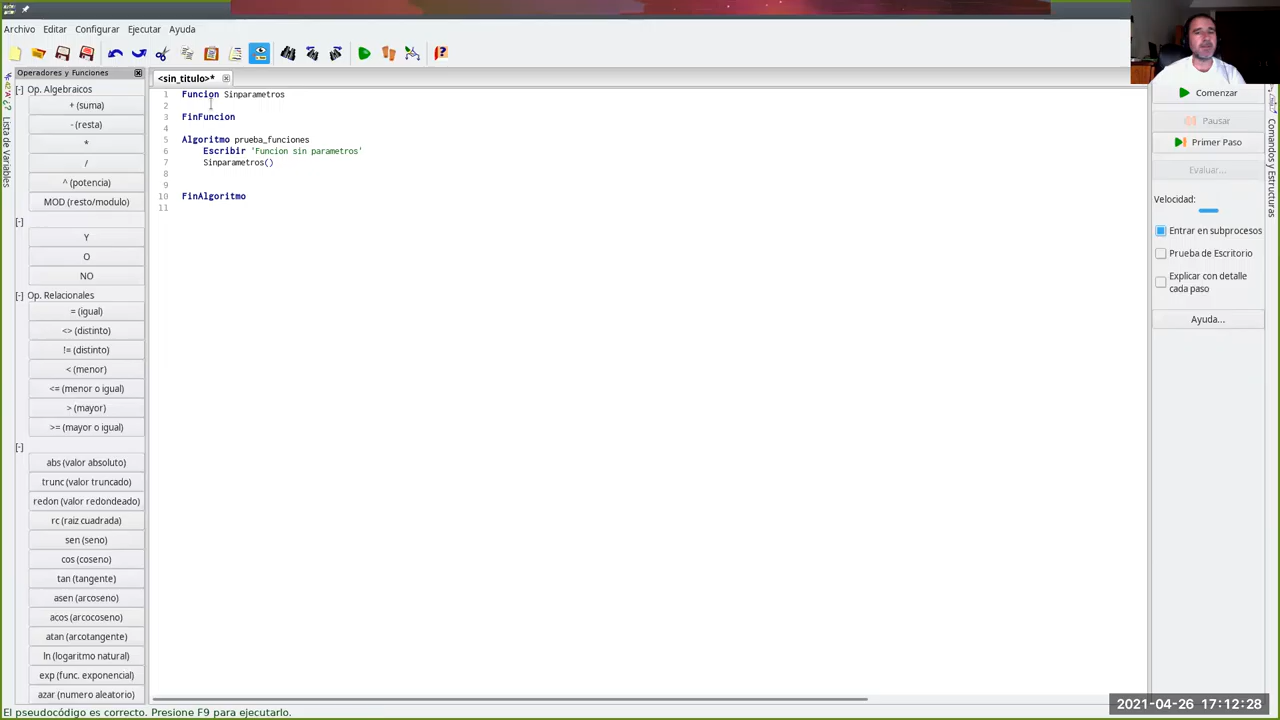 Archivo Editar Configurar Ejecutar Ayuda
Operadores y Funciones
[-] Op. Algebraicos
+ (suma)
- (resta)
*
/
^ (potencia)
MOD (resto/modulo)
[-]
Y
O
NO
[-] Op. Relacionales
= (igual)
<> (distinto)
!= (distinto)
< (menor)
<= (menor o igual)
> (mayor)
>= (mayor o igual)
[-]
abs (valor absoluto)
trunc (valor truncado)
redon (valor redondeado)
rc (raiz cuadrada)
sen (seno)
cos (coseno)
tan (tangente)
asen (arcoseno)
acos (arcocoseno)
atan (arcotangente)
ln (logaritmo natural)
exp (func. exponencial)
azar (numero aleatorio)
Lista de Variables
<sin_titulo>*
1 Funcion Sinparametros
2
3 FinFuncion
4
5 Algoritmo prueba_funciones
6 Escribir 'Funcion sin parametros'
7 Sinparametros()
8
9
10 FinAlgoritmo
11
Comenzar
Pausar
Primer Paso
Evaluar...
Velocidad:
Entrar en subprocesos
Prueba de Escritorio
Explicar con detalle
cada paso
Ayuda...
Comandos y Estructuras
El pseudocódigo es correcto. Presione F9 para ejecutarlo.
2021-04-26 17:12:28